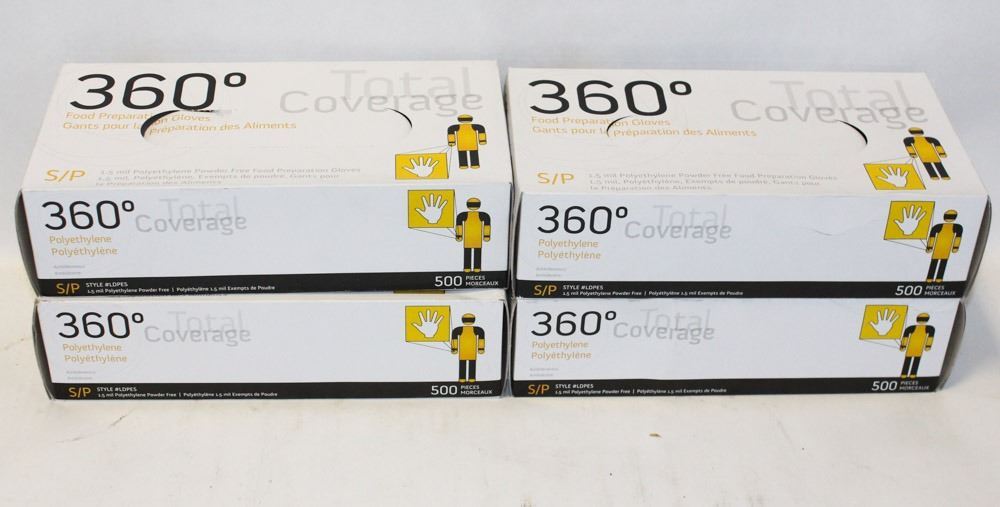 360°
Total
Coverage
Food Preparation Gloves
Gants pour la Préparation des Aliments
S/P
1.5 mil Polyethylene Powder Free Food Preparation Gloves
1.5 mil, Polyéthylène, Exempts de poudre, Gants pour
la Préparation des Aliments
360°
Total
Coverage
Polyethylene
Polyéthylène
S/P
STYLE #LDPES
1.5 mil Polyethylene Powder Free | Polyéthylène 1.5 mil Exempts de Poudre
500 PIECES
MORCEAUX
360°
Total
Coverage
Food Preparation Gloves
Gants pour la Préparation des Aliments
S/P
1.5 mil Polyethylene Powder Free Food Preparation Gloves
1.5 mil, Polyéthylène, Exempts de poudre, Gants pour
la Préparation des Aliments
360°
Total
Coverage
Polyethylene
Polyéthylène
S/P
STYLE #LDPES
1.5 mil Polyethylene Powder Free | Polyéthylène 1.5 mil Exempts de Poudre
500 PIECES
MORCEAUX
360°
Total
Coverage
Polyethylene
Polyéthylène
S/P
STYLE #LDPES
1.5 mil Polyethylene Powder Free | Polyéthylène 1.5 mil Exempts de Poudre
500 PIECES
MORCEAUX
360°
Total
Coverage
Polyethylene
Polyéthylène
S/P
STYLE #LDPES
1.5 mil Polyethylene Powder Free | Polyéthylène 1.5 mil Exempts de Poudre
500 PIECES
MORCEAUX